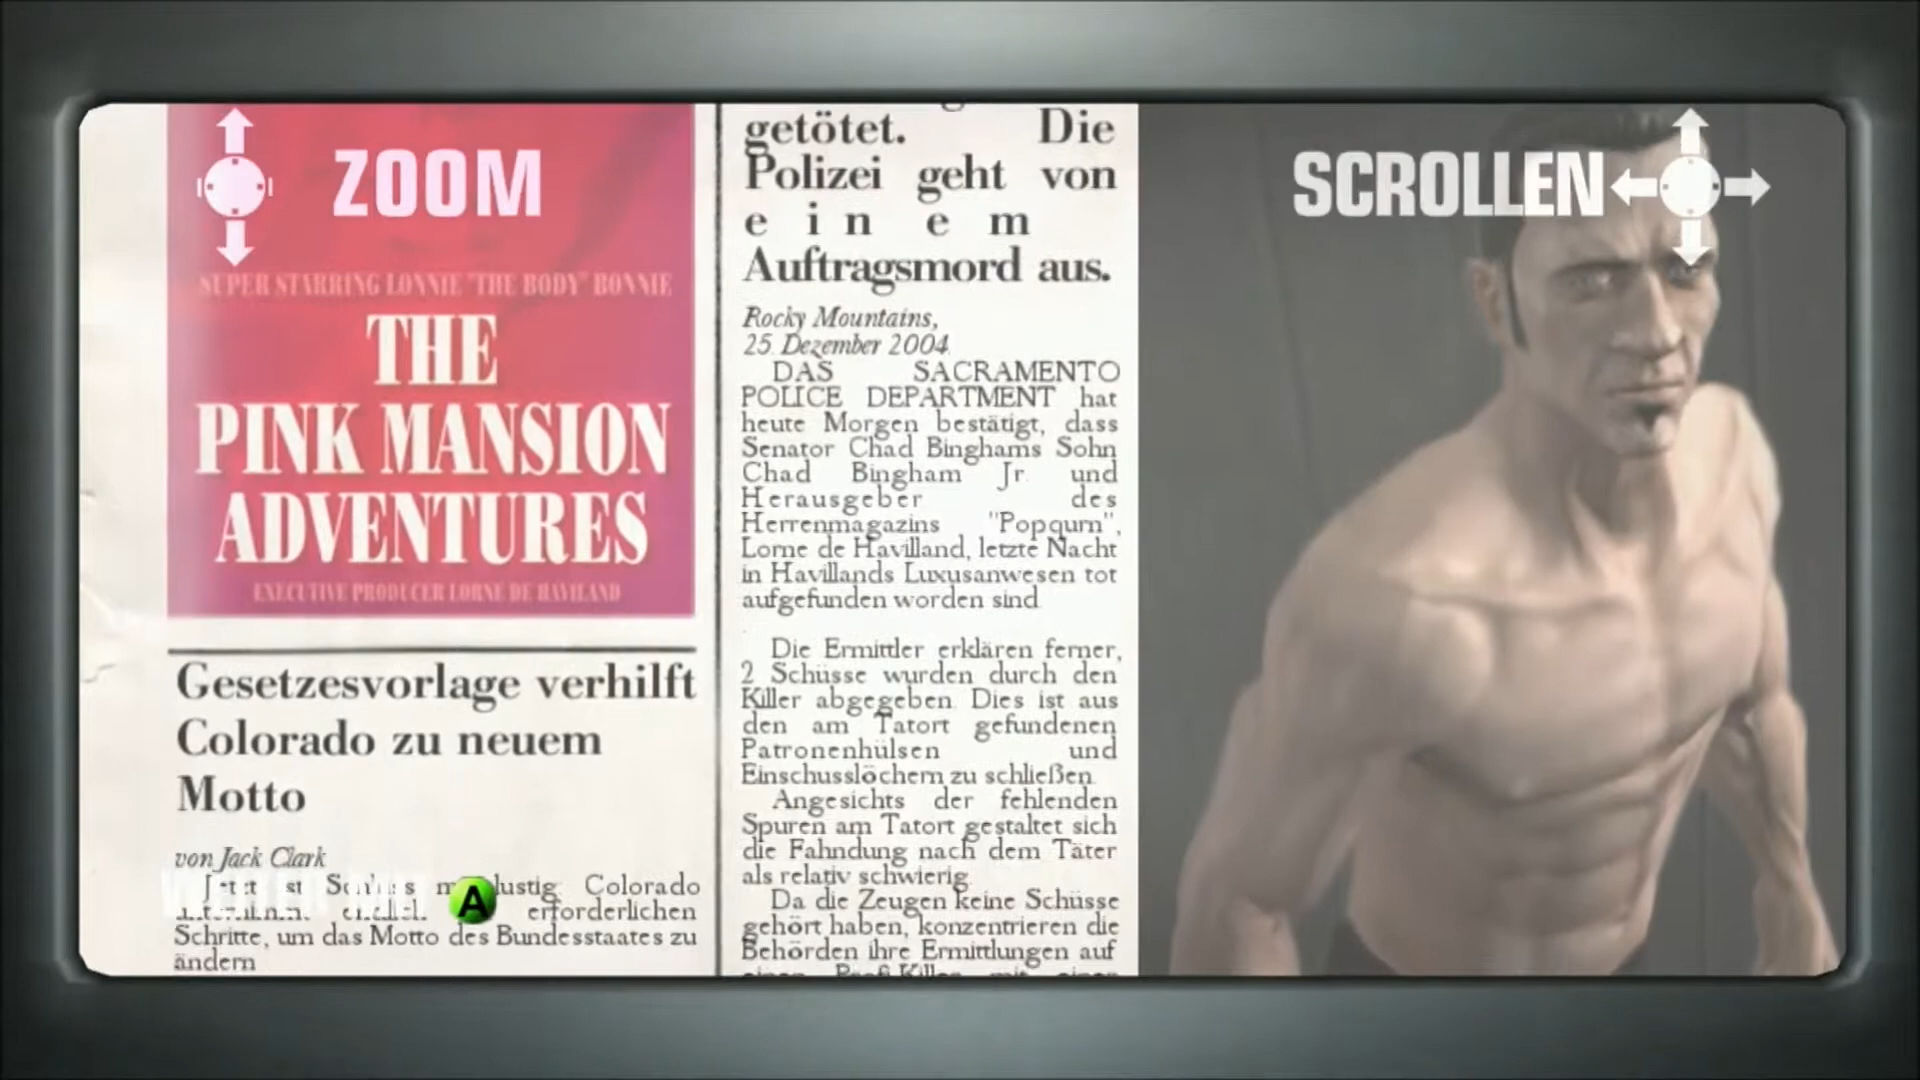 ZOOM
SUPER STARRING LONNIE "THE BODY" BONNIE
THE
PINK MANSION
ADVENTURES
EXECUTIVE PRODUCER LORNE DE HAVILAND
Gesetzesvorlage verhilft
Colorado zu neuem
Motto
von Jack Clark
lustig. Colorado
A
erforderlichen
Schritte, um das Motto des Bundesstaates zu
ändern
getötet. Die
Polizei geht von
e i n e m
Auftragsmord aus.
Rocky Mountains,
25. Dezember 2004.
DAS SACRAMENTO
POLICE DEPARTMENT hat
heute Morgen bestätigt, dass
Senator Chad Binghams Sohn
Chad Bingham Jr. und
Herausgeber des
Herrenmagazins "Popqurn",
Lorne de Havilland, letzte Nacht
in Havillands Luxusanwesen tot
aufgefunden worden sind.
Die Ermittler erklären ferner,
2 Schüsse wurden durch den
Killer abgegeben. Dies ist aus
den am Tatort gefundenen
Patronenhülsen und
Einschusslöchern zu schließen.
Angesichts der fehlenden
Spuren am Tatort gestaltet sich
die Fahndung nach dem Täter
als relativ schwierig.
Da die Zeugen keine Schüsse
gehört haben, konzentrieren die
Behörden ihre Ermittlungen auf
SCROLLEN